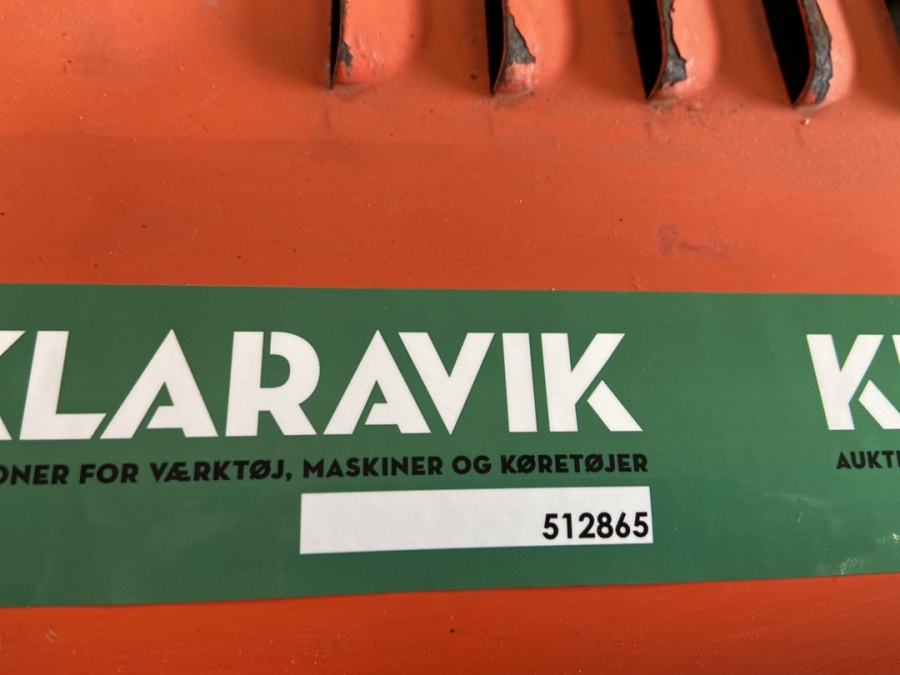 KLARAVIK K
ONER FOR VÆRKTØJ, MASKINER OG KØRETØJER AUKT
512865